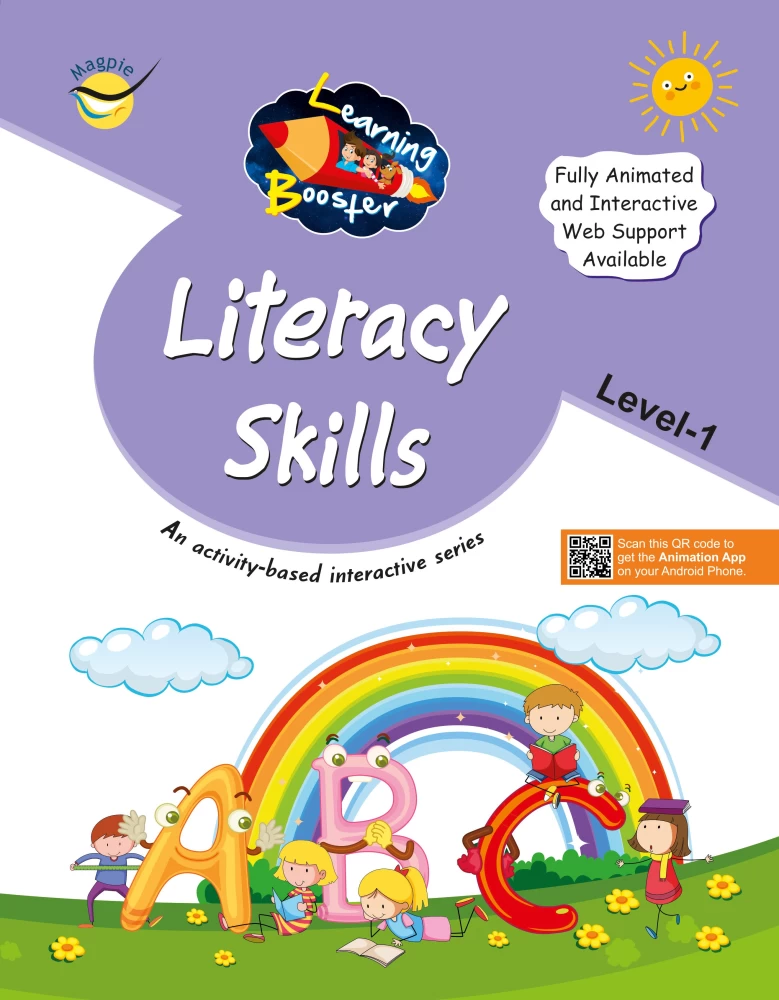 Magpie
Learning
Booster
Fully Animated
and Interactive
Web Support
Available
Literacy
Skills
Level-1
An activity-based interactive series
Scan this QR code to
get the Animation App
on your Android Phone.
A B C